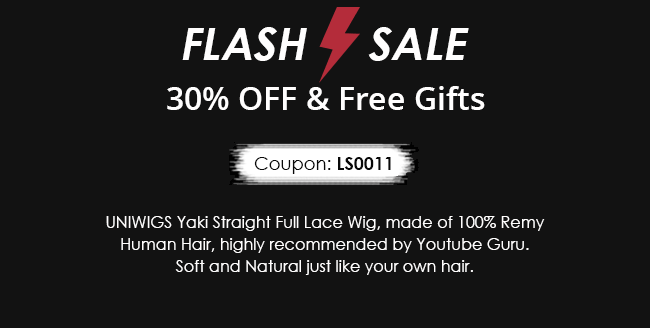 FLASH SALE
30% OFF & Free Gifts
Coupon: LS0011
UNIWIGS Yaki Straight Full Lace Wig, made of 100% Remy
Human Hair, highly recommended by Youtube Guru.
Soft and Natural just like your own hair.